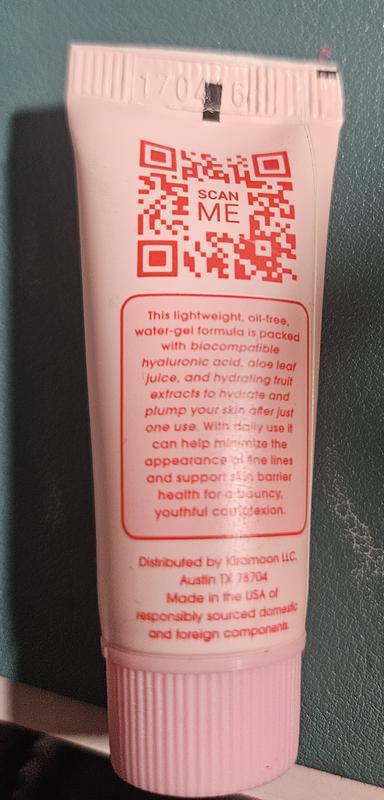 SCAN
ME
This lightweight, oil-free,
water-gel formula is packed
with biocompatible
hyaluronic acid, aloe leaf
juice, and hydrating fruit
extracts to hydrate and
plump your skin after just
one use. With daily use it
can help minimize the
appearance of fine lines
and support skin barrier
health for a bouncy,
youthful complexion.
Distributed by Kiramoon LLC.
Austin TX 78704
Made in the USA of
responsibly sourced domestic
and foreign components.